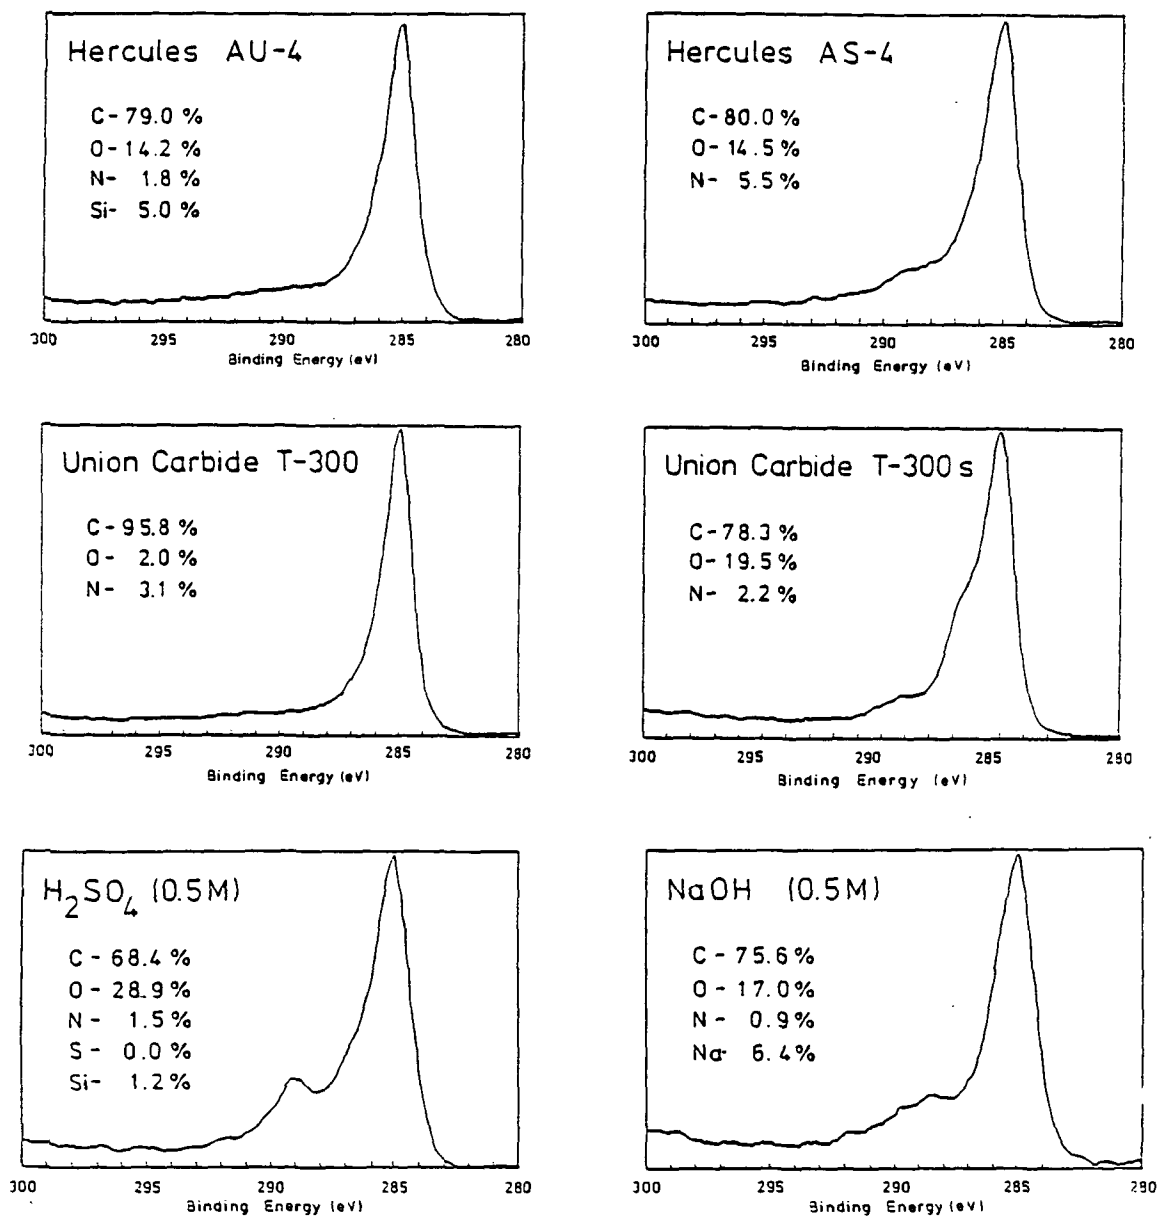 Hercules AU-4
C- 79.0 %
O- 14.2 %
N- 1.8 %
Si- 5.0 %
300 295 290 285 280
Binding Energy (eV)
Hercules AS-4
C- 80.0 %
O- 14.5 %
N- 5.5 %
300 295 290 285 280
Binding Energy (eV)
Union Carbide T-300
C- 95.8 %
O- 2.0 %
N- 3.1 %
300 295 290 285 280
Binding Energy (eV)
Union Carbide T-300 s
C- 78.3 %
O- 19.5 %
N- 2.2 %
300 295 290 285 280
Binding Energy (eV)
H₂SO₄ (0.5M)
C - 68.4 %
O - 28.9 %
N - 1.5 %
S - 0.0 %
Si- 1.2 %
300 295 290 285 280
Binding Energy (eV)
NaOH (0.5M)
C - 75.6 %
O - 17.0 %
N - 0.9 %
Na- 6.4 %
300 295 290 285 290
Binding Energy (eV)